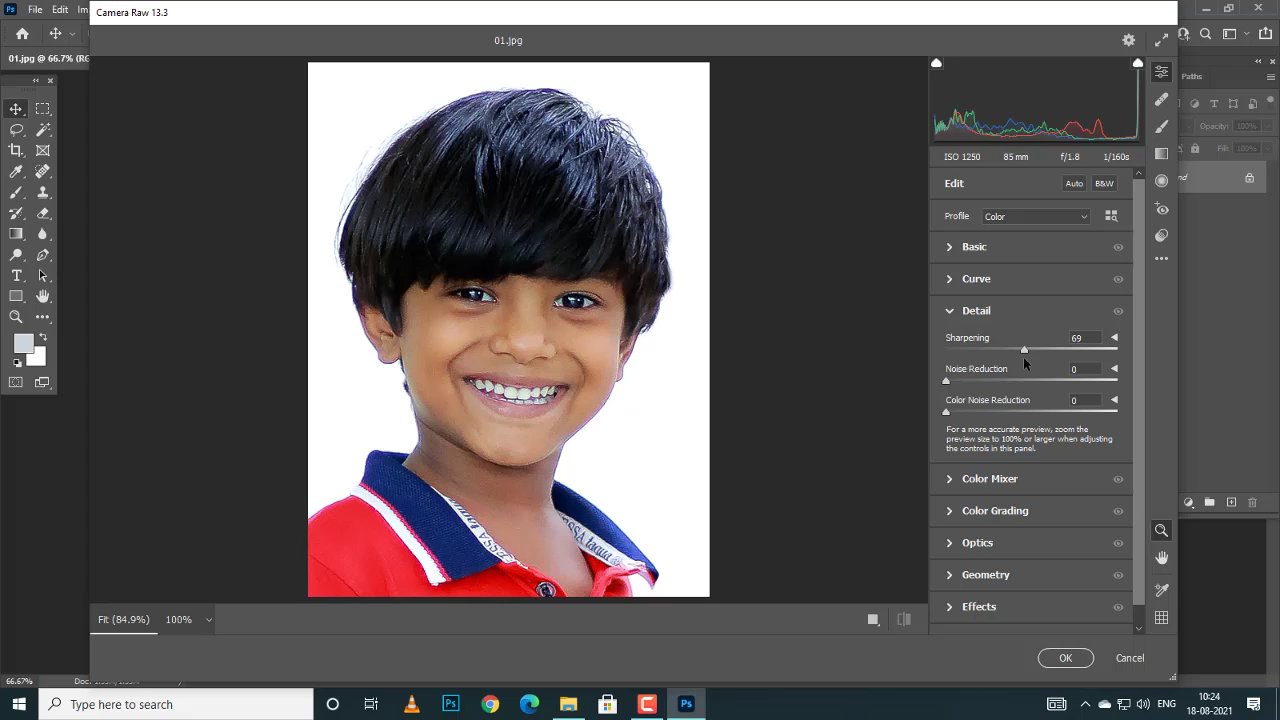 File
Edit
Camera Raw 13.3
01.jpg
01.jpg @ 66.7%
Paths
ISO 1250
85 mm
f/1.8
1/160s
Opacity: 100%
Fill: 100%
Edit
Auto
B&W
Profile
Color
Basic
Curve
Detail
Sharpening
69
Noise Reduction
0
Color Noise Reduction
0
For a more accurate preview, zoom the
preview size to 100% or larger when adjusting
the controls in this panel.
Color Mixer
Color Grading
Optics
Geometry
Effects
Fit (84.9%)
100%
OK
Cancel
66.67%
Type here to search
Ps
Ps
ENG
10:24
18-08-2021